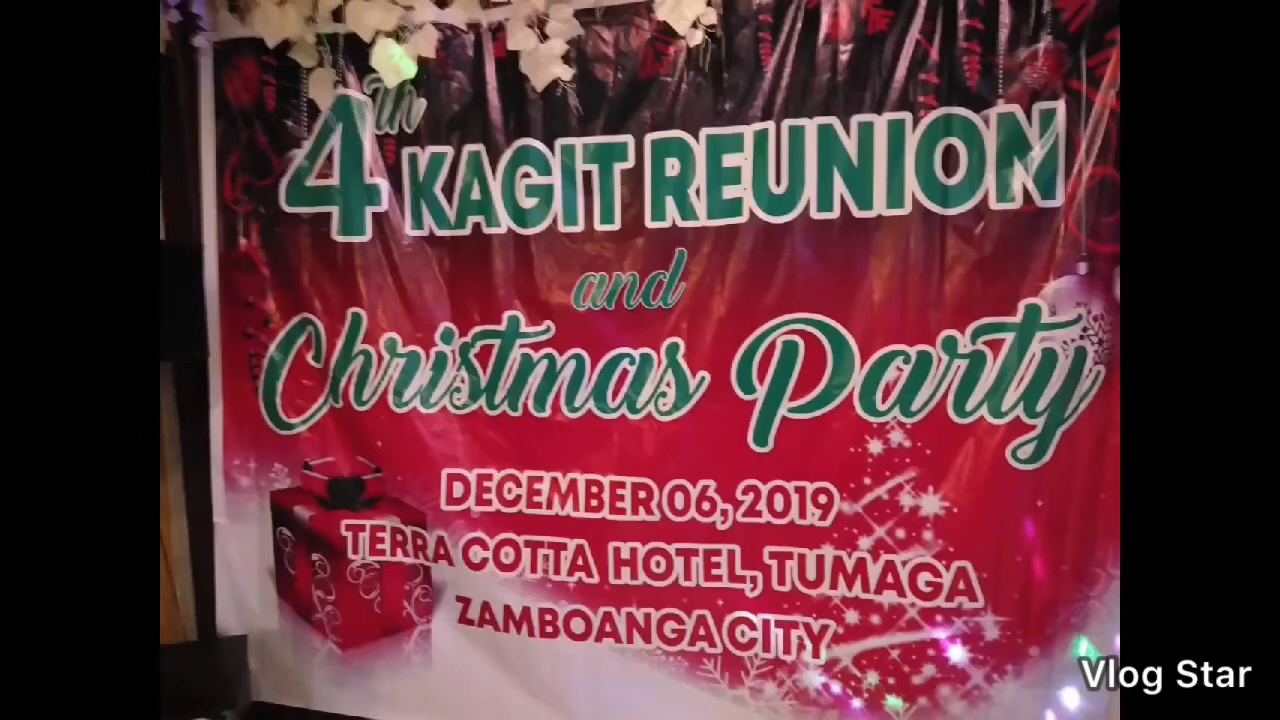 4th KAGIT REUNION
and
Christmas Party
DECEMBER 06, 2019
TERRA COTTA HOTEL, TUMAGA
ZAMBOANGA CITY
Vlog Star